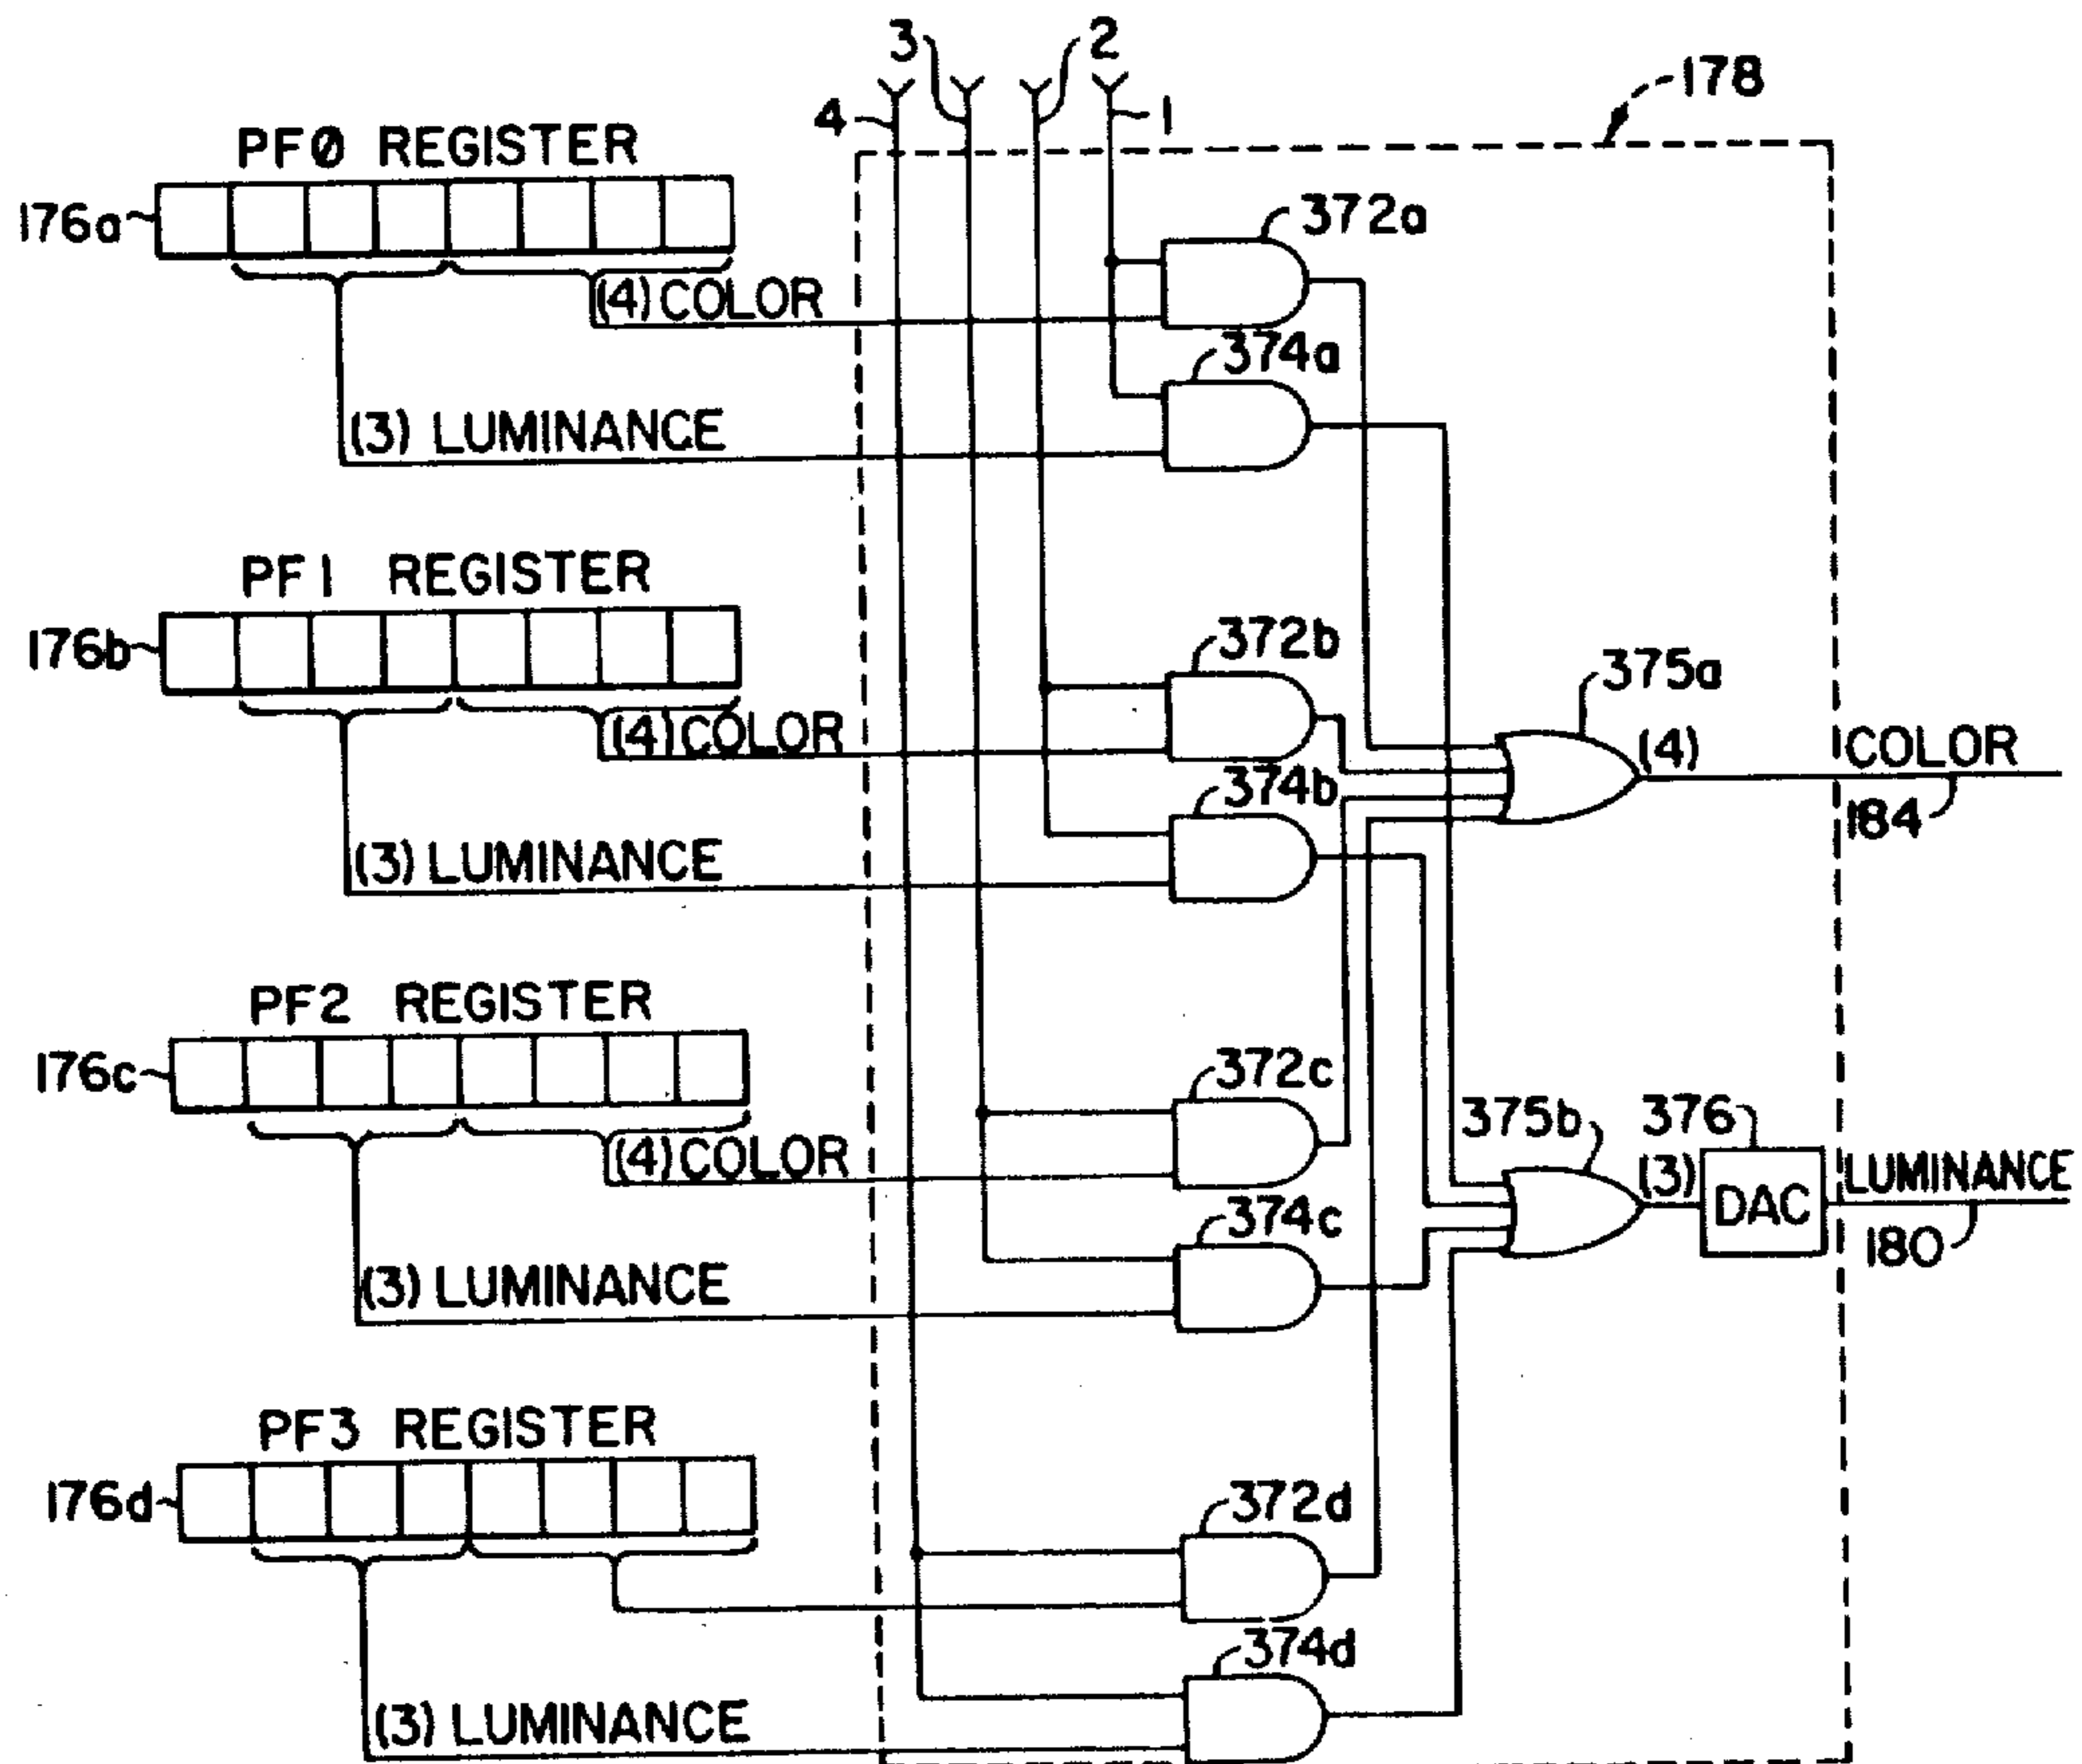 3
2
178
4
1
PF0 REGISTER
176a
372a
(4) COLOR
374a
(3) LUMINANCE
PF1 REGISTER
176b
372b
375a
(4) COLOR
(4)
COLOR
374b
184
(3) LUMINANCE
PF2 REGISTER
176c
372c
375b
376
(4) COLOR
(3)
DAC
LUMINANCE
374c
180
(3) LUMINANCE
PF3 REGISTER
176d
372d
374d
(3) LUMINANCE